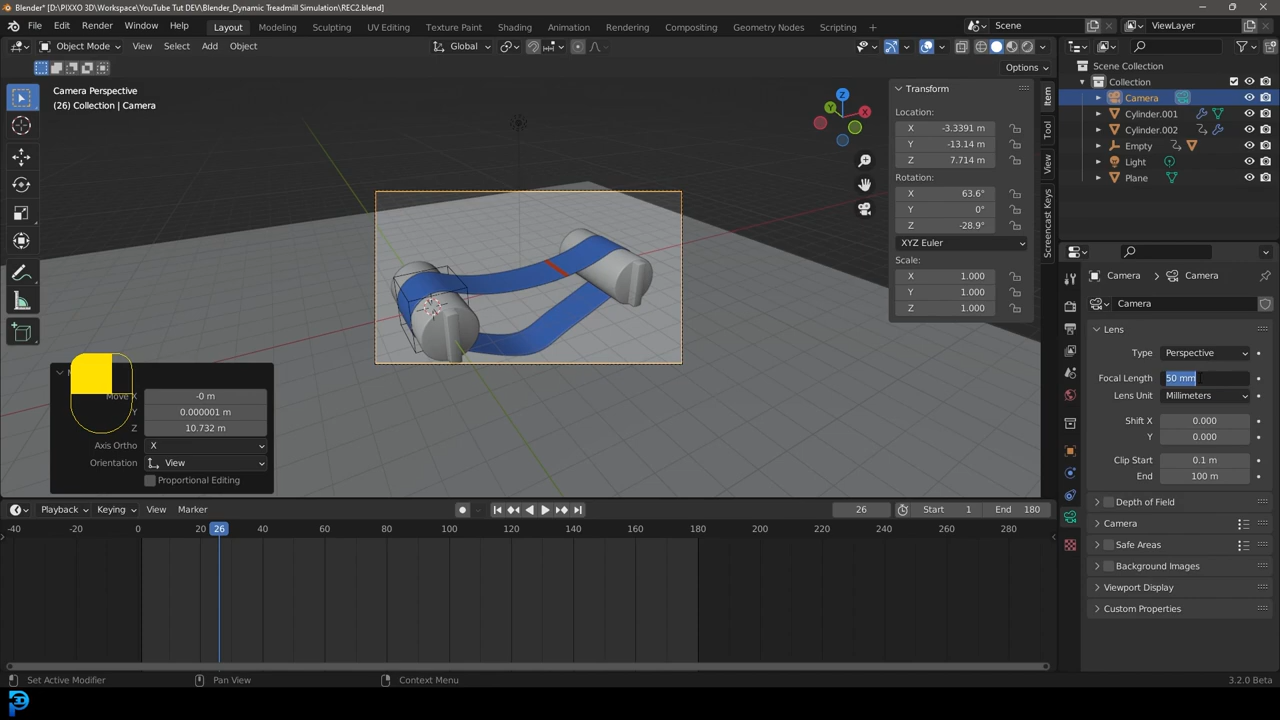 Blender* [D:\PIXXO 3D\Workspace\YouTube Tut DEV\Blender_Dynamic Treadmill Simulation\REC2.blend]
File Edit Render Window Help Layout Modeling Sculpting UV Editing Texture Paint Shading Animation Rendering Compositing Geometry Nodes Scripting Scene ViewLayer
Object Mode View Select Add Object Global
Options
Camera Perspective
(26) Collection | Camera
Transform
Location:
X -3.3391 m
Y -13.14 m
Z 7.714 m
Rotation:
X 63.6°
Y 0°
Z -28.9°
XYZ Euler
Scale:
X 1.000
Y 1.000
Z 1.000
Item
Tool
View
Screencast Keys
Z
Y
X
Scene Collection
Collection
Camera
Cylinder.001
Cylinder.002
Empty
Light
Plane
Camera > Camera
Camera
Lens
Type Perspective
Focal Length 50 mm
Lens Unit Millimeters
Shift X 0.000
Y 0.000
Clip Start 0.1 m
End 100 m
Depth of Field
Camera
Safe Areas
Background Images
Viewport Display
Custom Properties
Move X -0 m
Y 0.000001 m
Z 10.732 m
Axis Ortho X
Orientation View
Proportional Editing
Playback Keying View Marker 26 Start 1 End 180
-40 -20 0 20 26 40 60 80 100 120 140 160 180 200 220 240 260 280
Set Active Modifier Pan View Context Menu 3.2.0 Beta